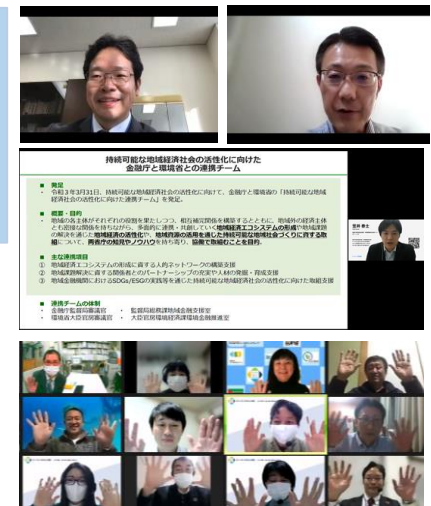 持続可能な地域経済社会の活性化に向けた
金融庁と環境省との連携チーム
■ 発足
・ 令和3年3月31日、持続可能な地域経済社会の活性化に向けて、金融庁と環境省の「持続可能な地域
経済社会の活性化に向けた連携チーム」を発足。
■ 概要・目的
・ 地域の各主体がそれぞれの役割を果たしつつ、相互補完関係を構築するとともに、地域外の経済主体
とも密接な関係を持ちながら、多面的に連携・共創していく地域経済エコシステムの形成や地域課題
の解決を通じた地域経済の活性化や、地域資源の活用を通じた持続可能な地域社会づくりに資する取
組について、両省庁の知見やノウハウを持ち寄り、協働で取組むことを目的。
■ 主な連携項目
① 地域経済エコシステムの形成に資する人的ネットワークの構築支援
② 地域課題解決に資する関係者とのパートナーシップの充実や人材の発掘・育成支援
③ 地域金融機関におけるSDGs/ESGの実践等を通じた持続可能な地域経済社会の活性化に向けた取組支援
■ 連携チームの体制
・ 金融庁監督局審議官 ・ 監督局総務課地域金融支援室
・ 環境省大臣官房審議官 ・ 大臣官房環境経済課環境金融推進室